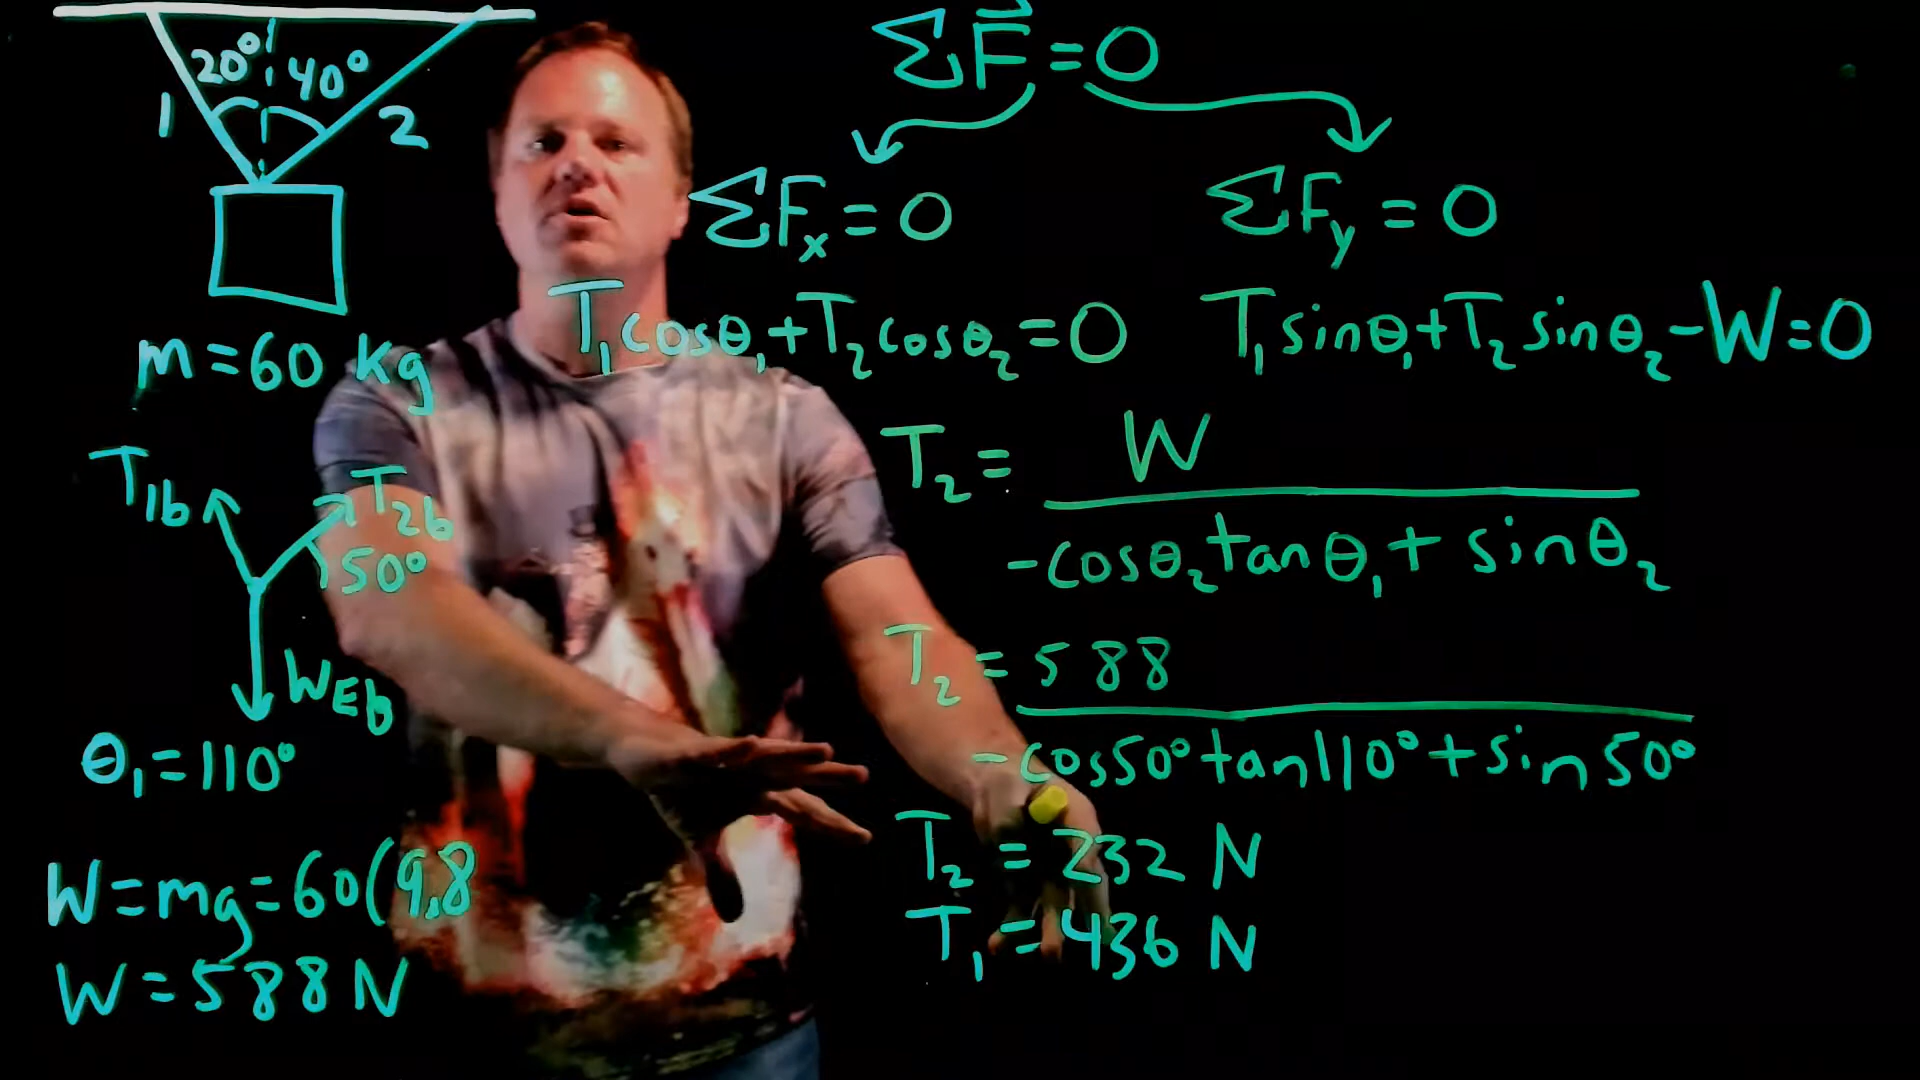 20° 40°
1 2
m = 60 kg
T1b T2b
50°
WEb
θ₁ = 110°
W = mg = 60(9.8
W = 588 N
ΣF⃗ = 0
ΣFx = 0 ΣFy = 0
T₁cosθ₁ + T₂cosθ₂ = 0 T₁sinθ₁ + T₂sinθ₂ - W = 0
T₂ = W
-cosθ₂tanθ₁ + sinθ₂
T₂ = 588
-cos50°tan110° + sin50°
T₂ = 232 N
T₁ = 436 N